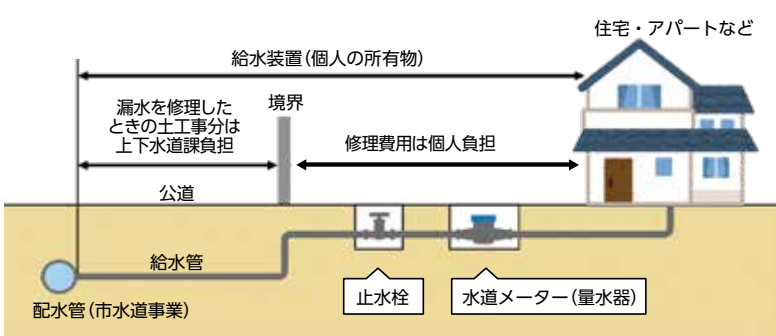 住宅・アパートなど
給水装置(個人の所有物)
漏水を修理した
ときの土工事分は
上下水道課負担
境界
修理費用は個人負担
公道
給水管
配水管(市水道事業)
止水栓
水道メーター(量水器)